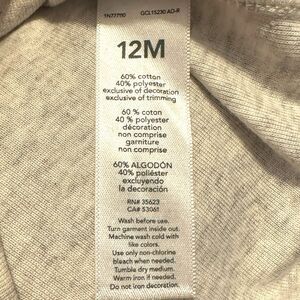 1N777110 GCL15230 AD-R
12M
60% cotton
40% polyester
exclusive of decoration
exclusive of trimming
60 % coton
40 % polyester
décoration
non comprise
garniture
non comprise
60% ALGODÓN
40% poliéster
excluyendo
la decoración
RN# 35623
CA# 53061
Wash before use.
Turn garment inside out.
Machine wash cold with
like colors.
Use only non-chlorine
bleach when needed.
Tumble dry medium.
Warm iron if needed.
Do not iron decoration.